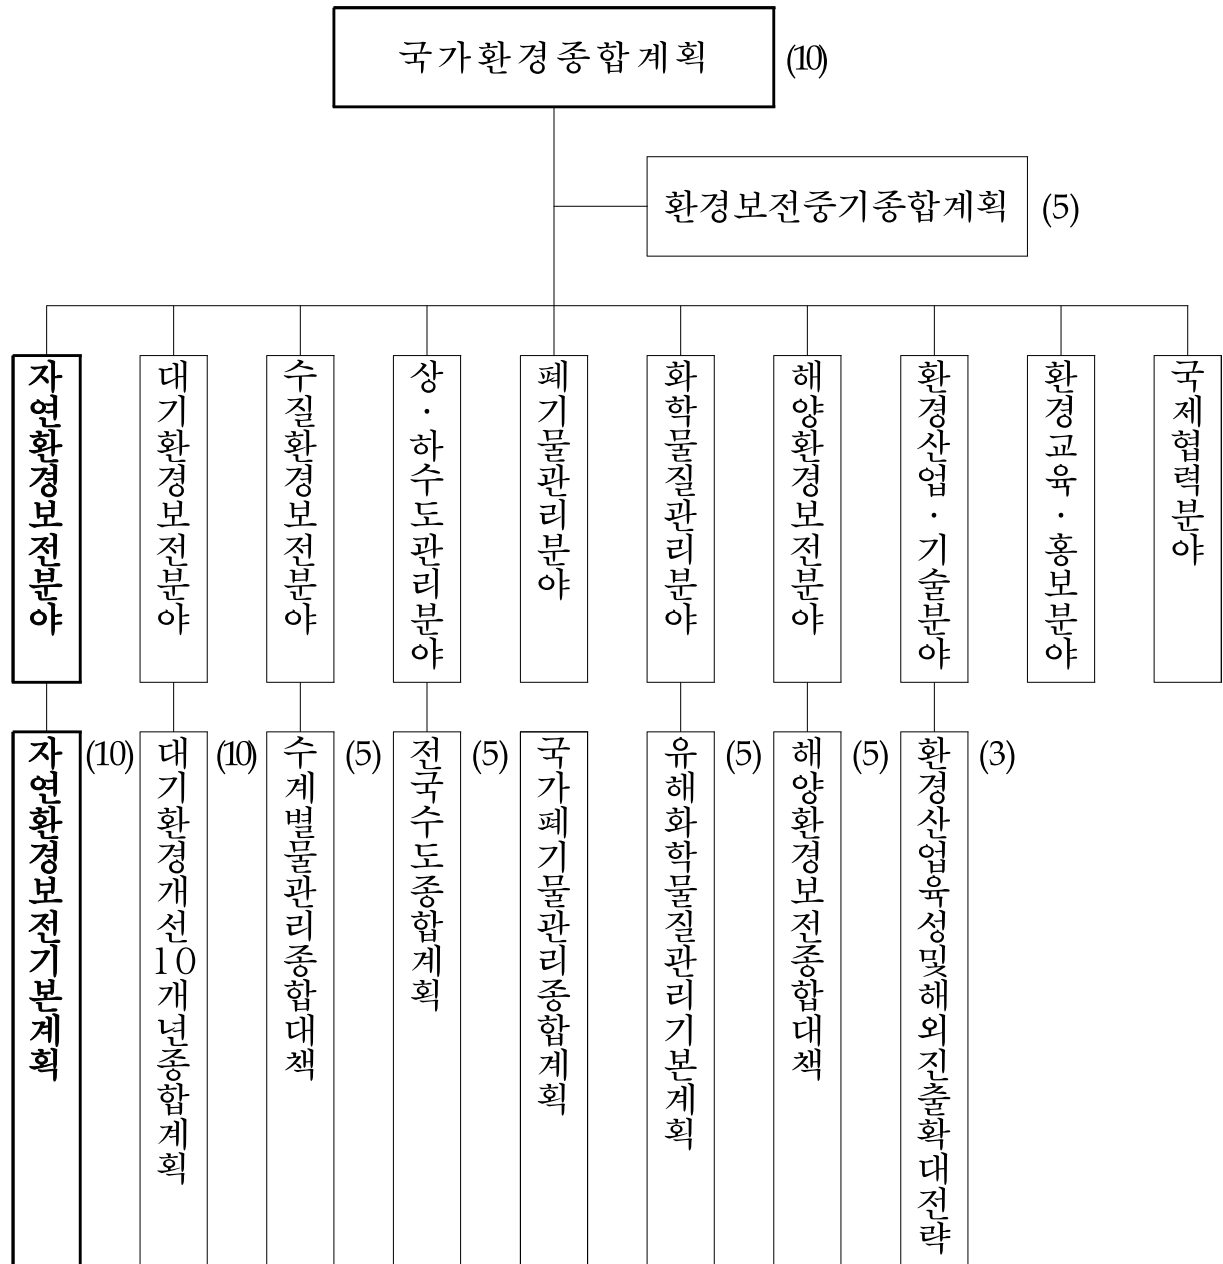 국가환경종합계획 (10)
환경보전중기종합계획 (5)
자연환경보전분야
대기환경보전분야
수질환경보전분야
상·하수도관리분야
폐기물관리분야
화학물질관리분야
해양환경보전분야
환경산업·기술분야
환경교육·홍보분야
국제협력분야
자연환경보전기본계획 (10)
대기환경개선10개년종합계획 (10)
수계별물관리종합대책 (5)
전국수도종합계획 (5)
국가폐기물관리종합계획
유해화학물질관리기본계획 (5)
해양환경보전종합대책 (5)
환경산업육성및해외진출확대전략 (3)